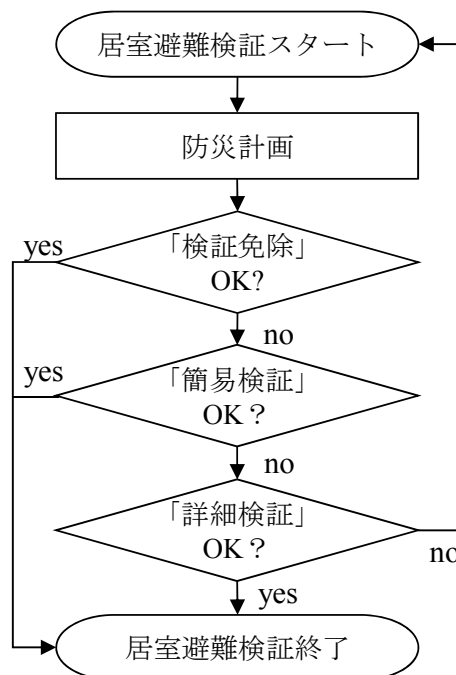 居室避難検証スタート
防災計画
「検証免除」
OK?
yes
no
「簡易検証」
OK？
yes
no
「詳細検証」
OK？
no
yes
居室避難検証終了